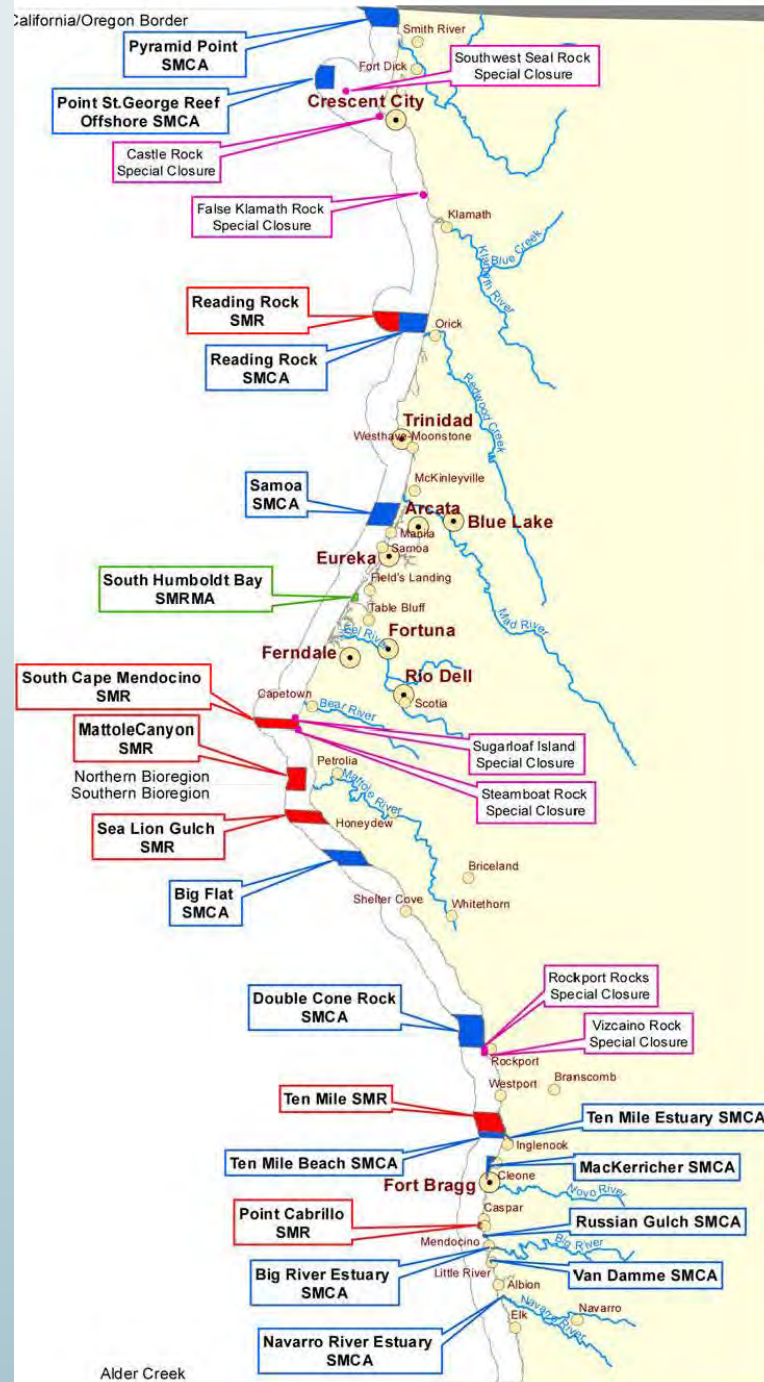 California/Oregon Border
Smith River
Pyramid Point
SMCA
Southwest Seal Rock
Special Closure
Fort Dick
Point St.George Reef
Offshore SMCA
Crescent City
Castle Rock
Special Closure
False Klamath Rock
Special Closure
Klamath
Blue Creek
Klamath River
Reading Rock
SMR
Orick
Reading Rock
SMCA
Redwood Creek
Trinidad
Westhave-Moonstone
McKinleyville
Samoa
SMCA
Arcata
Blue Lake
Manila
Samoa
Eureka
South Humboldt Bay
SMRMA
Field's Landing
Table Bluff
Mad River
Eel River
Fortuna
Ferndale
Rio Dell
South Cape Mendocino
SMR
Capetown
Scotia
Bear River
MattoleCanyon
SMR
Sugarloaf Island
Special Closure
Petrolia
Northern Bioregion
Southern Bioregion
Mattole River
Steamboat Rock
Special Closure
Sea Lion Gulch
SMR
Honeydew
Big Flat
SMCA
Briceland
Shelter Cove
Whitethorn
Rockport Rocks
Special Closure
Double Cone Rock
SMCA
Vizcaino Rock
Special Closure
Rockport
Branscomb
Westport
Ten Mile SMR
Ten Mile Estuary SMCA
Inglenook
Ten Mile Beach SMCA
MacKerricher SMCA
Cleone
Fort Bragg
Noyo River
Caspar
Point Cabrillo
SMR
Russian Gulch SMCA
Mendocino
Big River
Big River Estuary
SMCA
Little River
Van Damme SMCA
Albion
Navarro
Navarro River
Elk
Navarro River Estuary
SMCA
Alder Creek